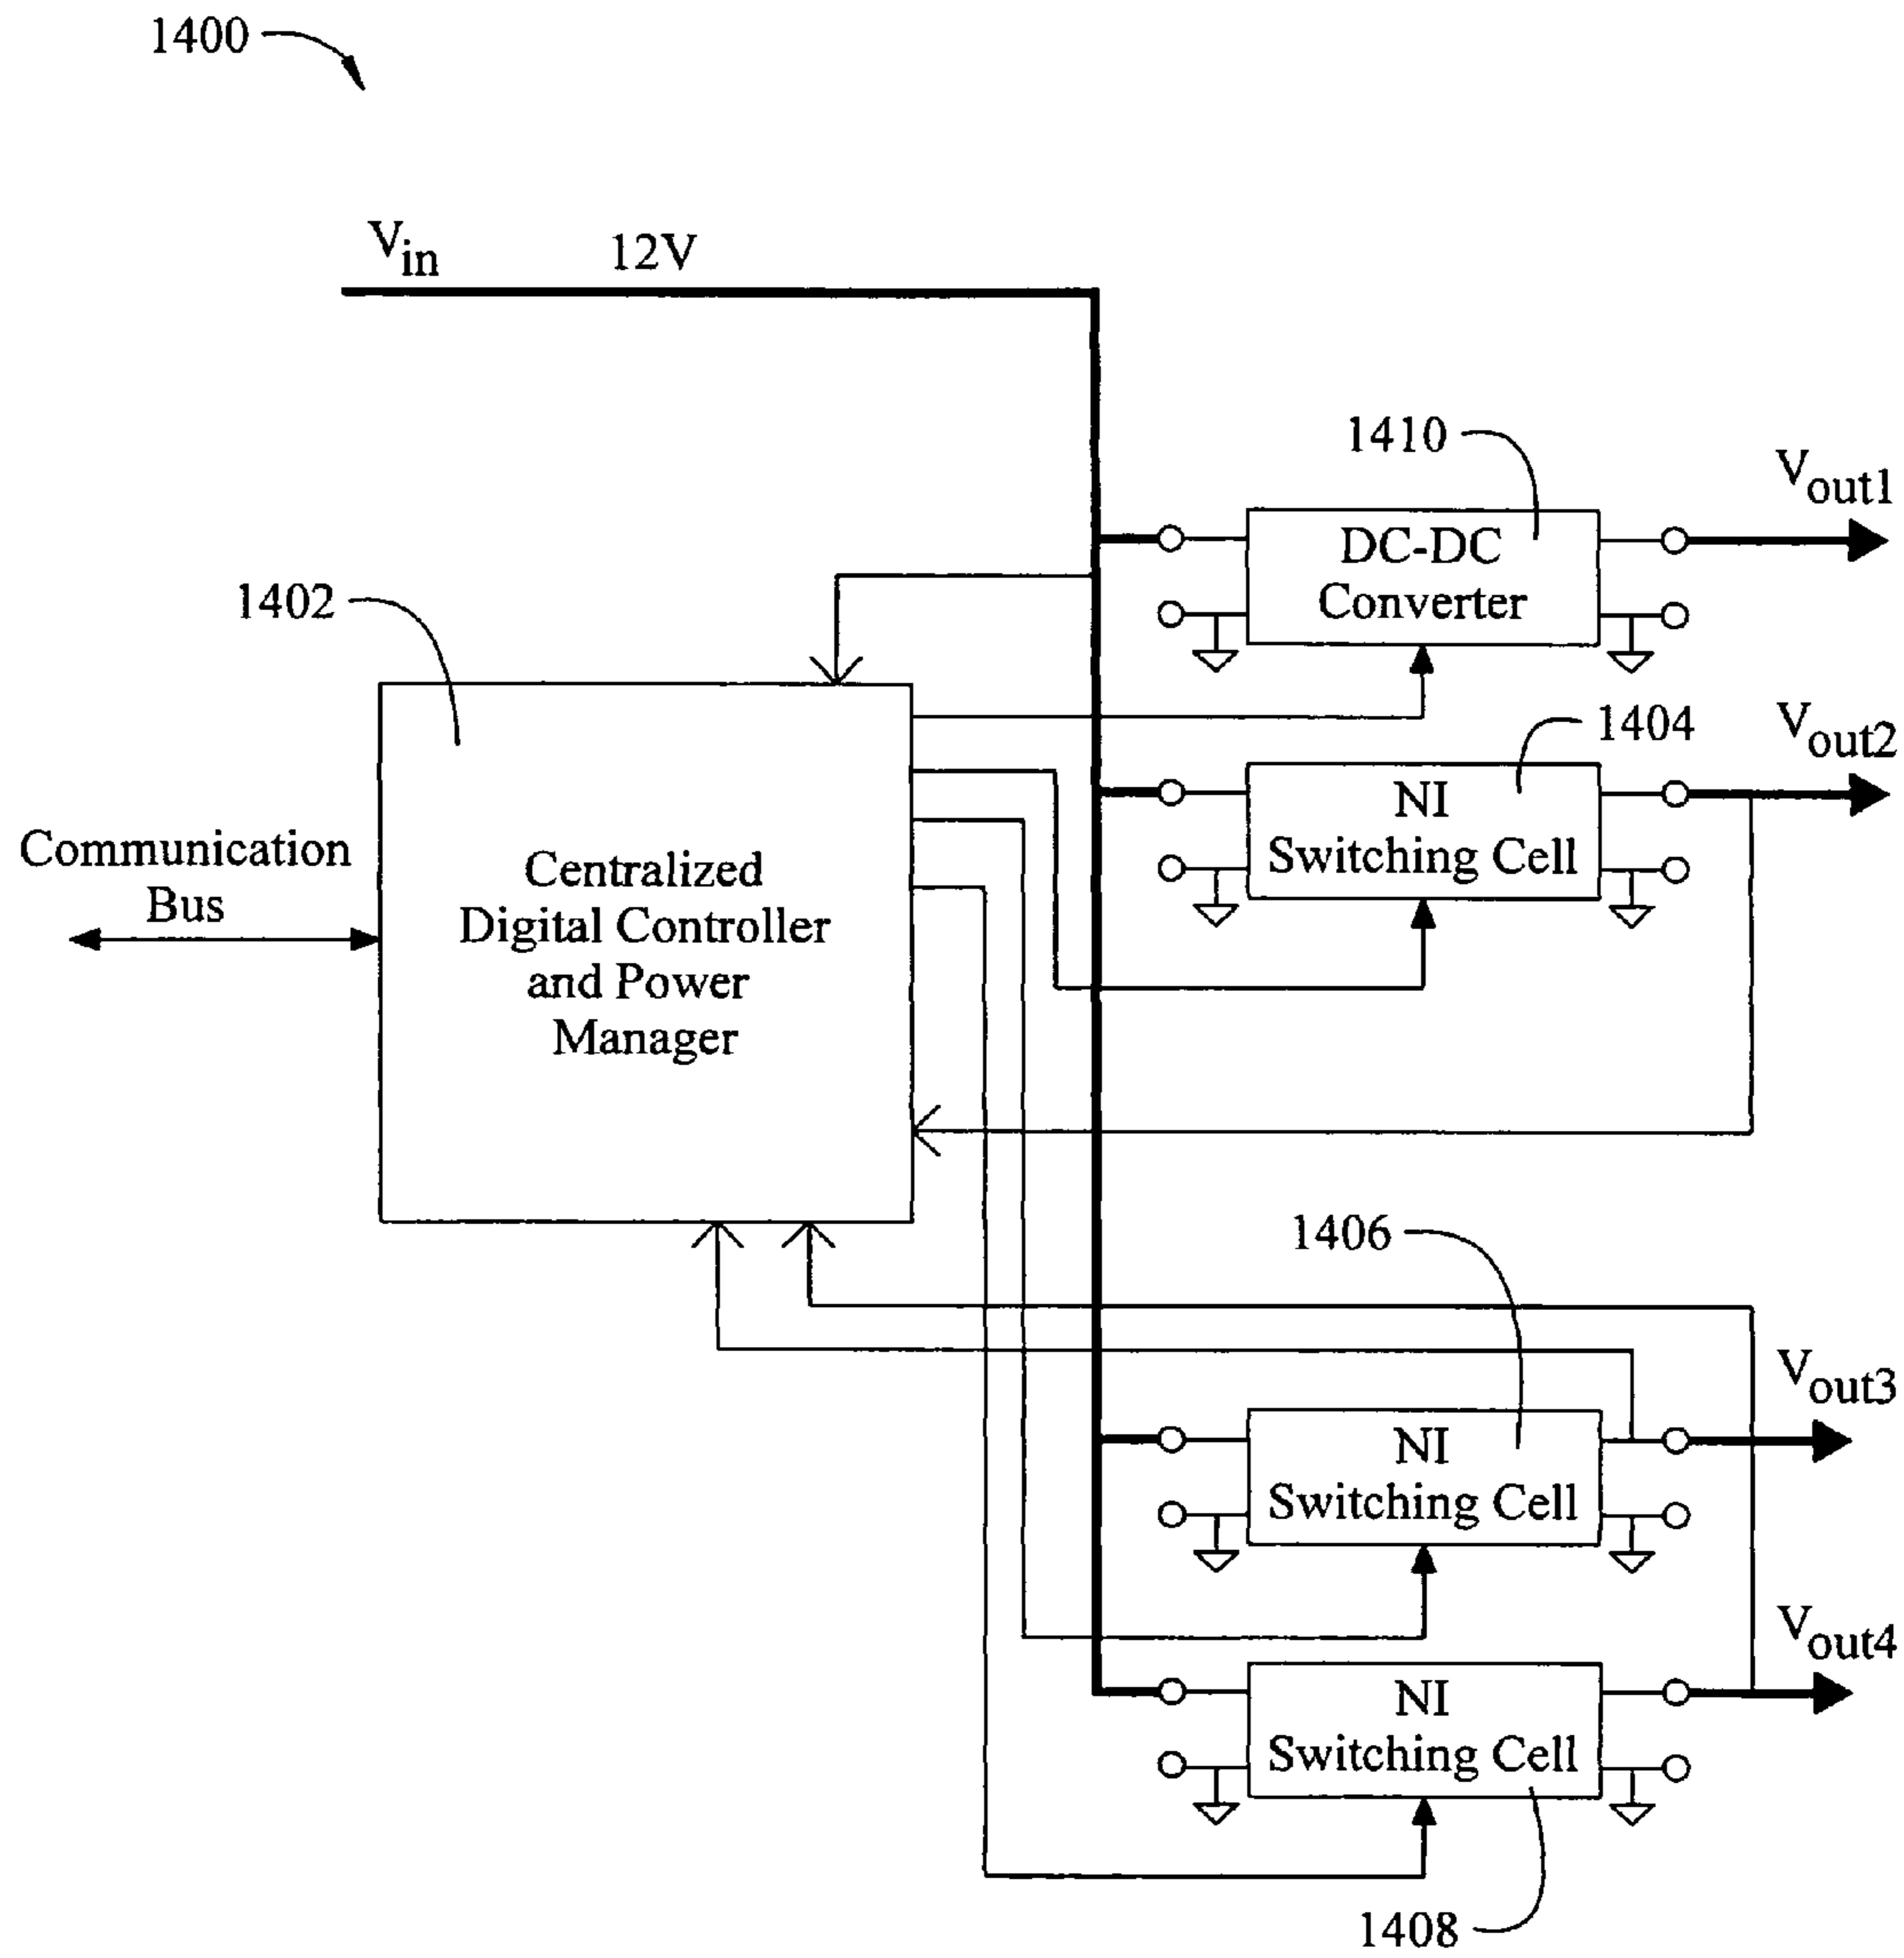 1400
Vin 12V
1410
Vout1
DC-DC
Converter
1402
1404
Vout2
NI
Switching Cell
Communication
Bus
Centralized
Digital Controller
and Power
Manager
1406
Vout3
NI
Switching Cell
Vout4
NI
Switching Cell
1408